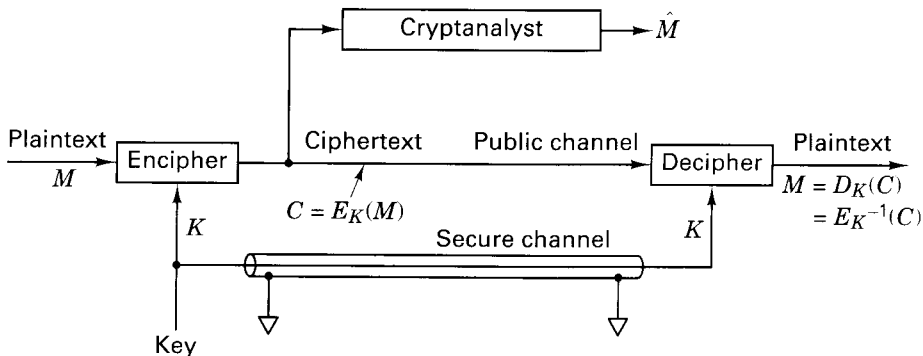 Cryptanalyst
M̂
Plaintext
M
Encipher
Ciphertext
Public channel
Decipher
Plaintext
C = E_K(M)
M = D_K(C)
= E_K⁻¹(C)
K
Secure channel
K
Key